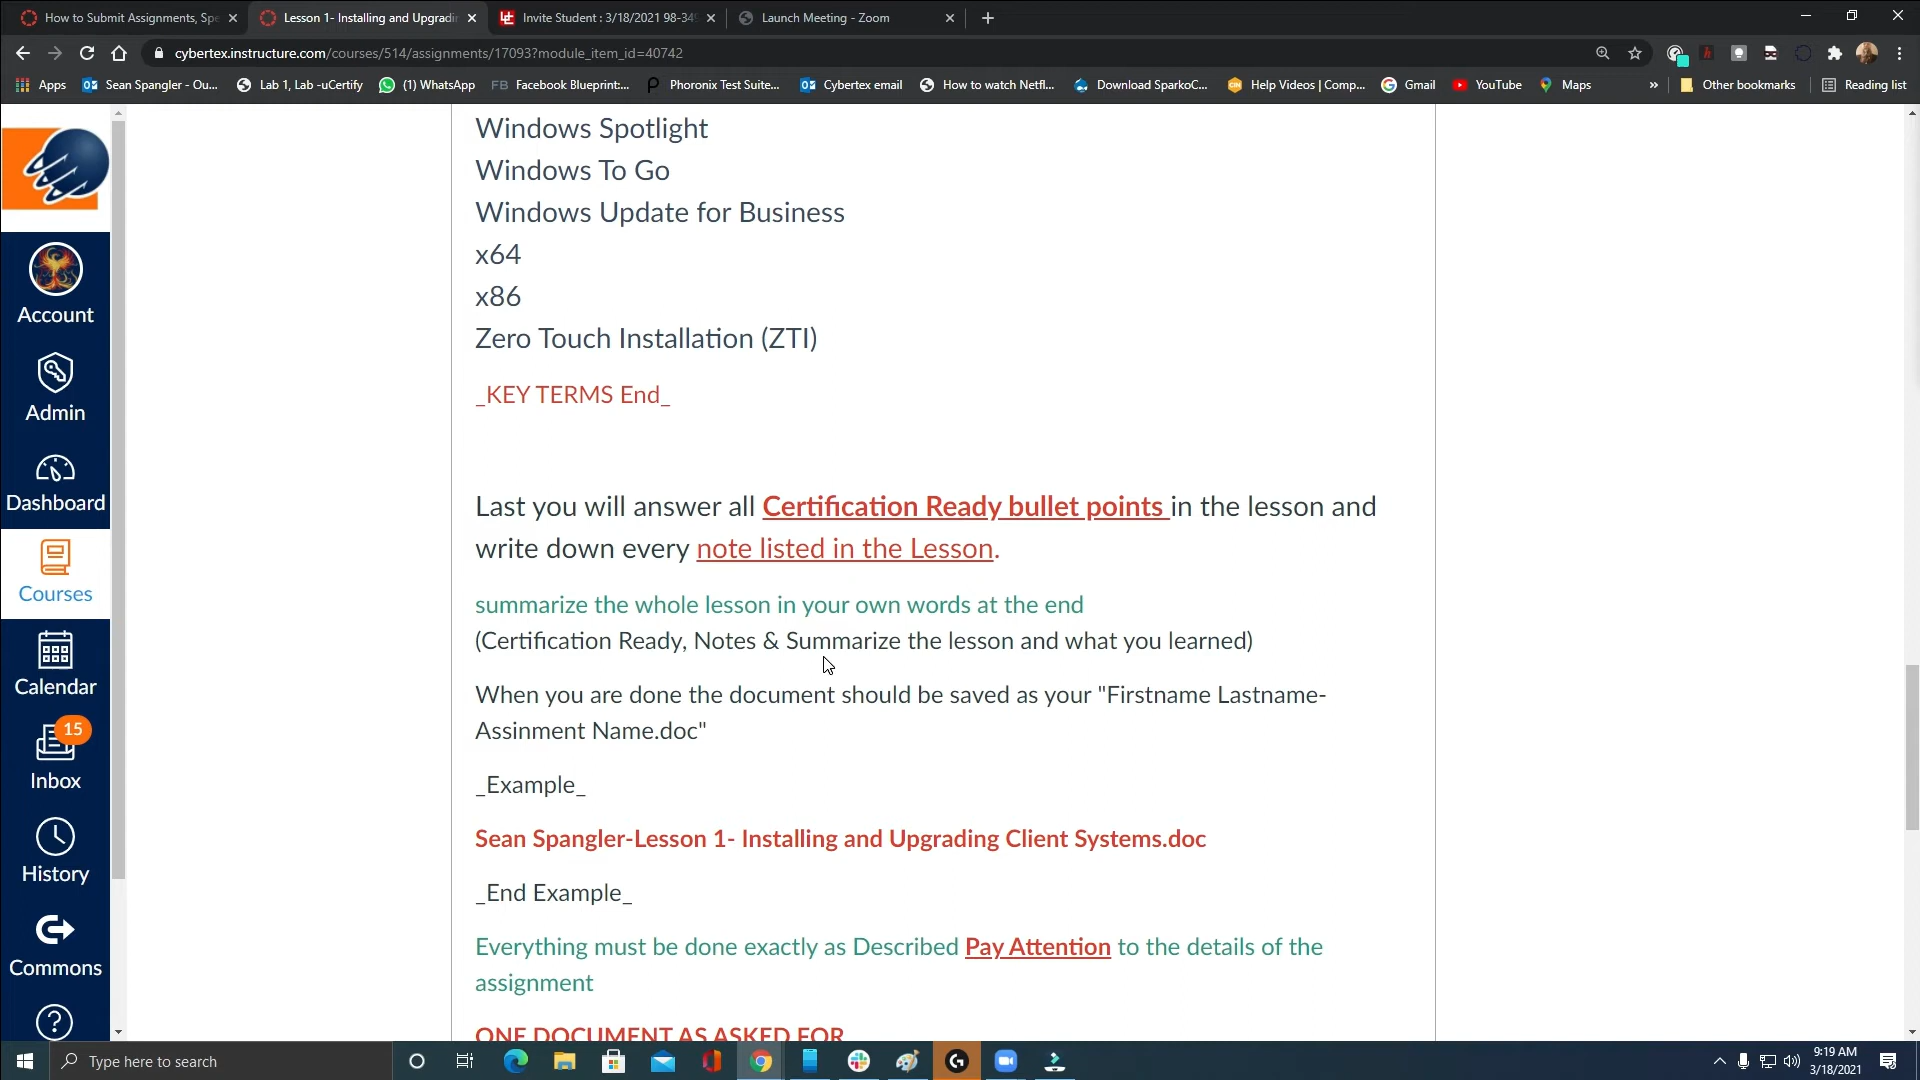 How to Submit Assignments, Spe
Lesson 1- Installing and Upgradi
Invite Student : 3/18/2021 98-349
Launch Meeting - Zoom
cybertex.instructure.com/courses/514/assignments/17093?module_item_id=40742
Apps
Sean Spangler - Ou...
Lab 1, Lab -uCertify
(1) WhatsApp
FB Facebook Blueprint:...
Phoronix Test Suite...
Cybertex email
How to watch Netfl...
Download SparkoC...
Help Videos | Comp...
Gmail
YouTube
Maps
»
Other bookmarks
Reading list
Account
Admin
Dashboard
Courses
Calendar
15
Inbox
History
Commons
Windows Spotlight
Windows To Go
Windows Update for Business
x64
x86
Zero Touch Installation (ZTI)
_KEY TERMS End_
Last you will answer all Certification Ready bullet points in the lesson and
write down every note listed in the Lesson.
summarize the whole lesson in your own words at the end
(Certification Ready, Notes & Summarize the lesson and what you learned)
When you are done the document should be saved as your "Firstname Lastname-
Assinment Name.doc"
_Example_
Sean Spangler-Lesson 1- Installing and Upgrading Client Systems.doc
_End Example_
Everything must be done exactly as Described Pay Attention to the details of the
assignment
ONE DOCUMENT AS ASKED FOR
Type here to search
9:19 AM
3/18/2021